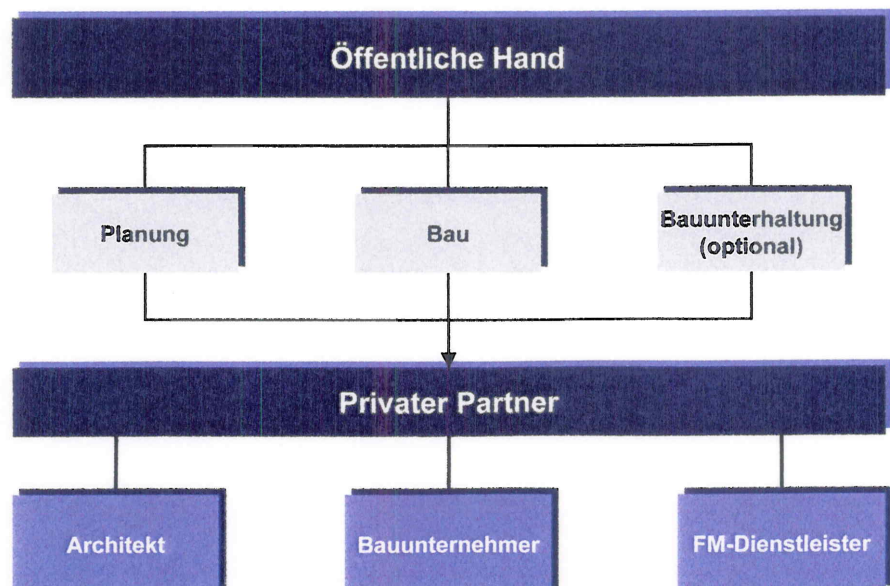 Öffentliche Hand
Planung
Bau
Bauunterhaltung
(optional)
Privater Partner
Architekt
Bauunternehmer
FM-Dienstleister